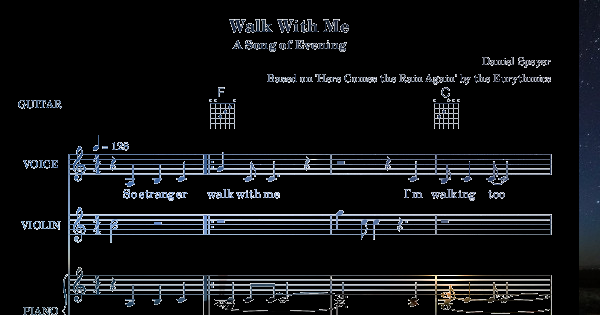 Walk With Me
A Song of Evening
Daniel Speyer
Based on 'Here Comes the Rain Again' by the Eurythmics
GUITAR
F C
= 125
VOICE
So stranger walk with me I'm walking too
VIOLIN
PIANO